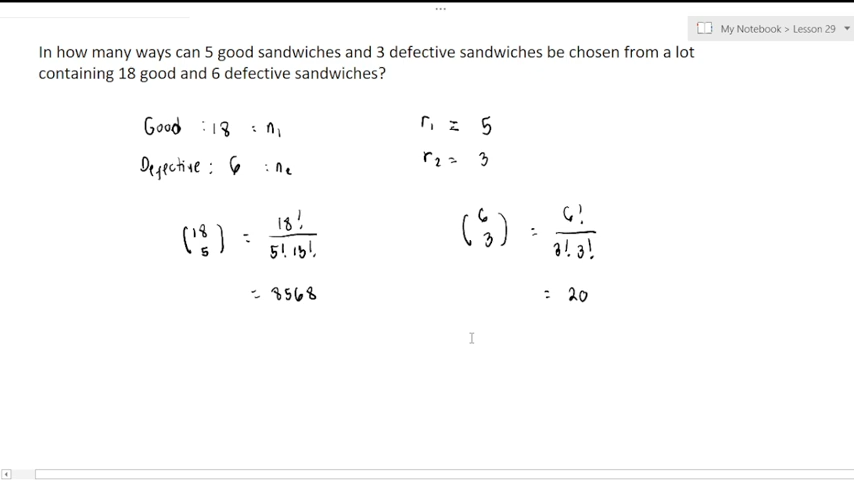 My Notebook > Lesson 29
In how many ways can 5 good sandwiches and 3 defective sandwiches be chosen from a lot
containing 18 good and 6 defective sandwiches?
Good : 18 : n₁ r₁ = 5
Defective : 6 : n₂ r₂ = 3
(18 5) = 18! / 5! 13! (6 3) = 6! / 3! 3!
= 8568 = 20